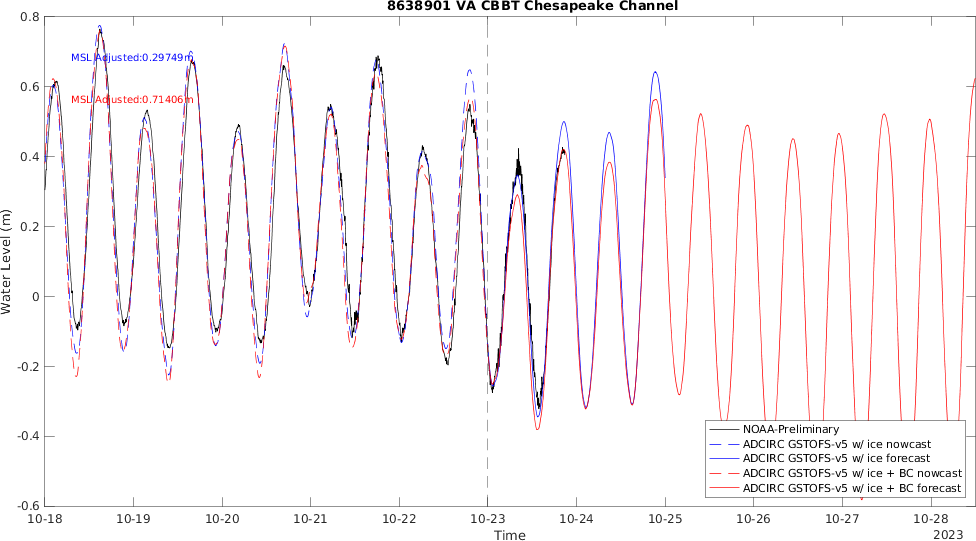 8638901 VA CBBT Chesapeake Channel
0.8
MSL Adjusted:0.29749m
0.6
MSL Adjusted:0.71406m
0.4
0.2
0
-0.2
-0.4
-0.6
Water Level (m)
NOAA-Preliminary
ADCIRC GSTOFS-v5 w/ ice nowcast
ADCIRC GSTOFS-v5 w/ ice forecast
ADCIRC GSTOFS-v5 w/ ice + BC nowcast
ADCIRC GSTOFS-v5 w/ ice + BC forecast
10-18 10-19 10-20 10-21 10-22 10-23 10-24 10-25 10-26 10-27 10-28
Time
2023